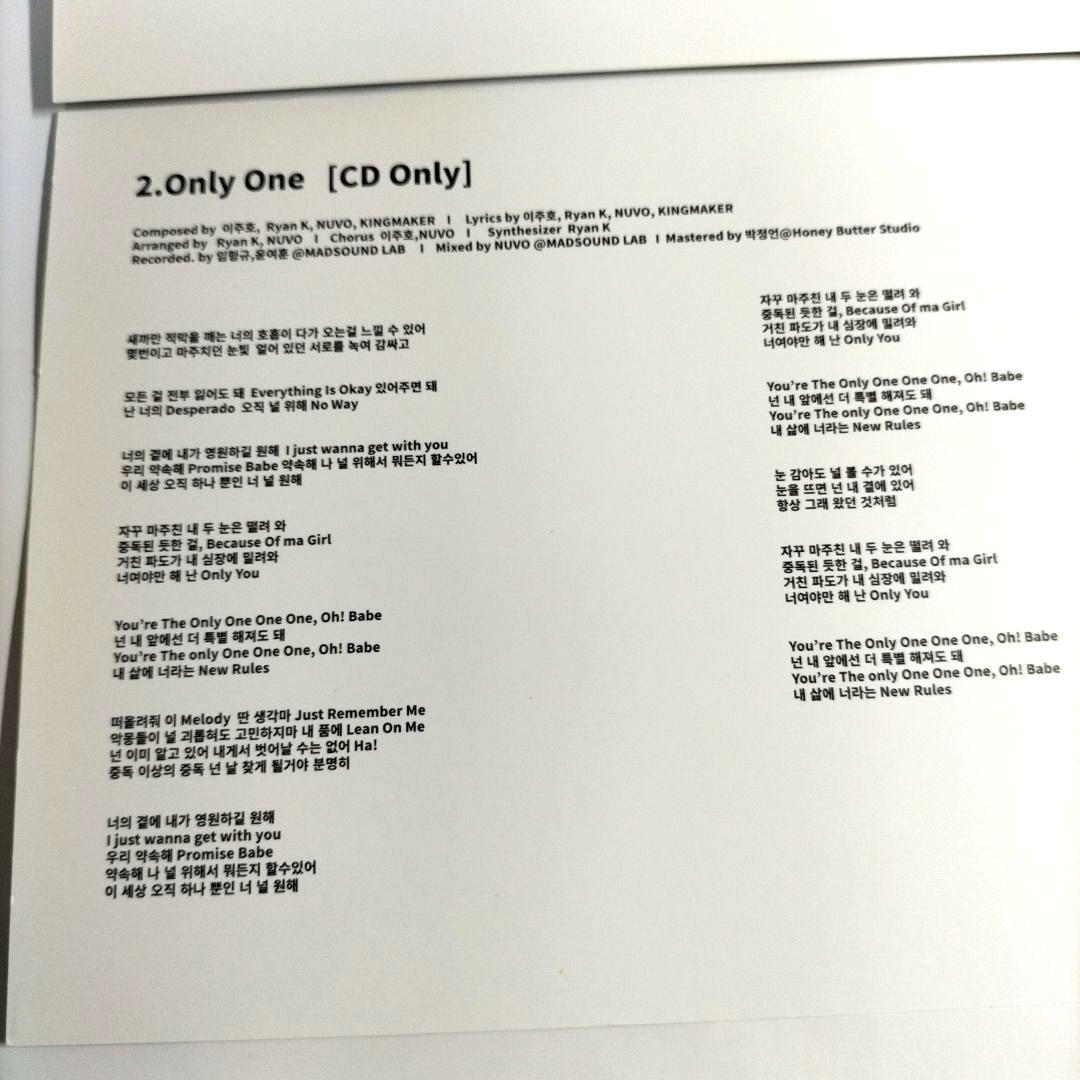 2.Only One [CD Only]
Composed by 이주호, Ryan K, NUVO, KINGMAKER I Lyrics by 이주호, Ryan K, NUVO, KINGMAKER
Arranged by Ryan K, NUVO I Chorus 이주호,NUVO I Synthesizer Ryan K
Recorded. by 임형규,윤여훈 @MADSOUND LAB I Mixed by NUVO @MADSOUND LAB I Mastered by 박정언@Honey Butter Studio
새까만 적막을 깨는 너의 호흡이 다가 오는걸 느낄 수 있어
몇번이고 마주치던 눈빛 얼어 있던 서로를 녹여 감싸고
모든 걸 전부 잃어도 돼 Everything Is Okay 있어주면 돼
난 너의 Desperado 오직 널 위해 No Way
너의 곁에 내가 영원하길 원해 I just wanna get with you
우리 약속해 Promise Babe 약속해 나 널 위해서 뭐든지 할수있어
이 세상 오직 하나 뿐인 너 널 원해
자꾸 마주친 내 두 눈은 떨려 와
중독된 듯한 걸, Because Of ma Girl
거친 파도가 내 심장에 밀려와
너여야만 해 난 Only You
You're The Only One One One, Oh! Babe
넌 내 앞에선 더 특별 해져도 돼
You're The only One One One, Oh! Babe
내 삶에 너라는 New Rules
떠올려줘 이 Melody 딴 생각마 Just Remember Me
악몽들이 널 괴롭혀도 고민하지마 내 품에 Lean On Me
넌 이미 알고 있어 내게서 벗어날 수는 없어 Ha!
중독 이상의 중독 넌 날 찾게 될거야 분명히
너의 곁에 내가 영원하길 원해
I just wanna get with you
우리 약속해 Promise Babe
약속해 나 널 위해서 뭐든지 할수있어
이 세상 오직 하나 뿐인 너 널 원해
자꾸 마주친 내 두 눈은 떨려 와
중독된 듯한 걸, Because Of ma Girl
거친 파도가 내 심장에 밀려와
너여야만 해 난 Only You
You're The Only One One One, Oh! Babe
넌 내 앞에선 더 특별 해져도 돼
You're The only One One One, Oh! Babe
내 삶에 너라는 New Rules
눈 감아도 널 볼 수가 있어
눈을 뜨면 넌 내 곁에 있어
항상 그래 왔던 것처럼
자꾸 마주친 내 두 눈은 떨려 와
중독된 듯한 걸, Because Of ma Girl
거친 파도가 내 심장에 밀려와
너여야만 해 난 Only You
You're The Only One One One, Oh! Babe
넌 내 앞에선 더 특별 해져도 돼
You're The only One One One, Oh! Babe
내 삶에 너라는 New Rules